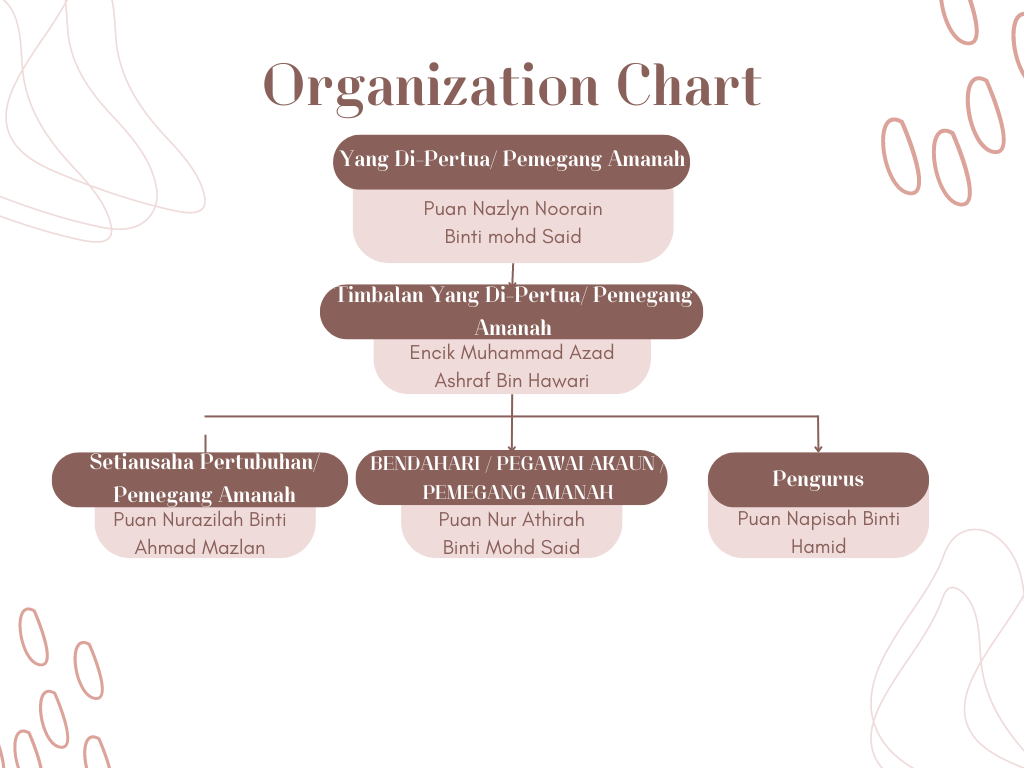 Organization Chart
Yang Di-Pertua/ Pemegang Amanah
Puan Nazlyn Noorain
Binti mohd Said
Timbalan Yang Di-Pertua/ Pemegang
Amanah
Encik Muhammad Azad
Ashraf Bin Hawari
Setiausaha Pertubuhan/
Pemegang Amanah
Puan Nurazilah Binti
Ahmad Mazlan
BENDAHARI / PEGAWAI AKAUN /
PEMEGANG AMANAH
Puan Nur Athirah
Binti Mohd Said
Pengurus
Puan Napisah Binti
Hamid